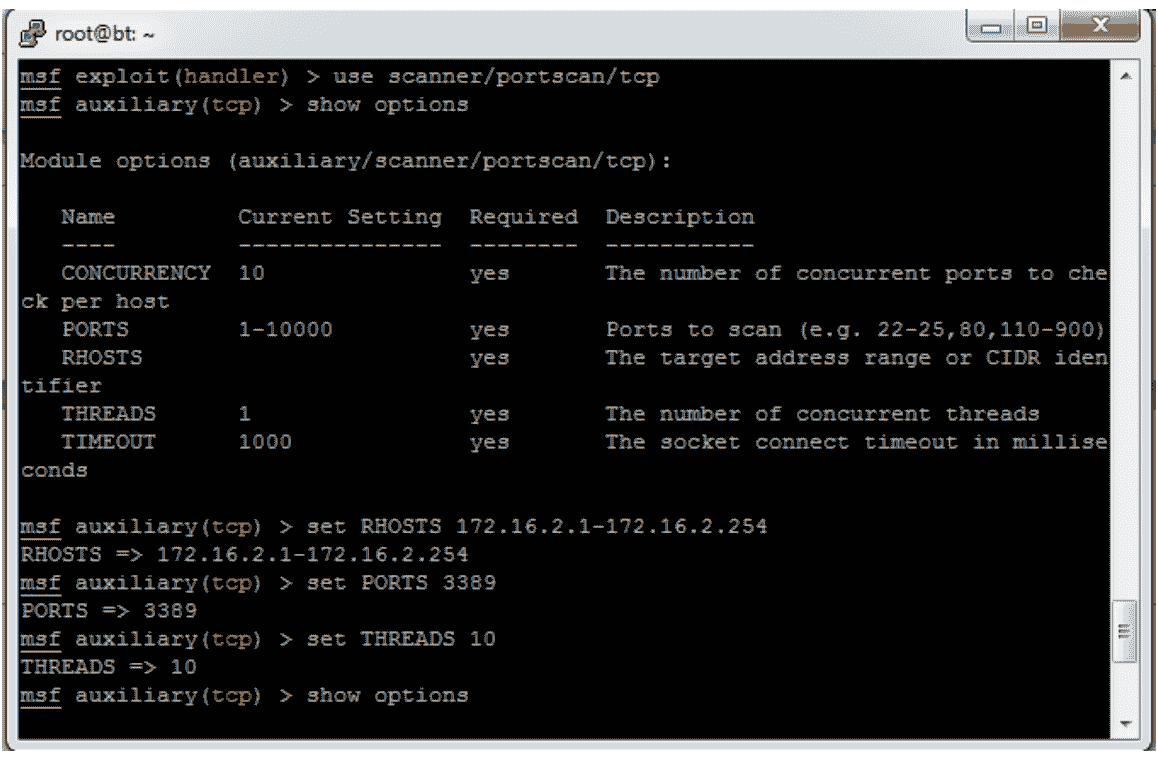 root@bt: ~
msf exploit(handler) > use scanner/portscan/tcp
msf auxiliary(tcp) > show options
Module options (auxiliary/scanner/portscan/tcp):
Name Current Setting Required Description
---- --------------- -------- -----------
CONCURRENCY 10 yes The number of concurrent ports to che
ck per host
PORTS 1-10000 yes Ports to scan (e.g. 22-25,80,110-900)
RHOSTS yes The target address range or CIDR iden
tifier
THREADS 1 yes The number of concurrent threads
TIMEOUT 1000 yes The socket connect timeout in millise
conds
msf auxiliary(tcp) > set RHOSTS 172.16.2.1-172.16.2.254
RHOSTS => 172.16.2.1-172.16.2.254
msf auxiliary(tcp) > set PORTS 3389
PORTS => 3389
msf auxiliary(tcp) > set THREADS 10
THREADS => 10
msf auxiliary(tcp) > show options